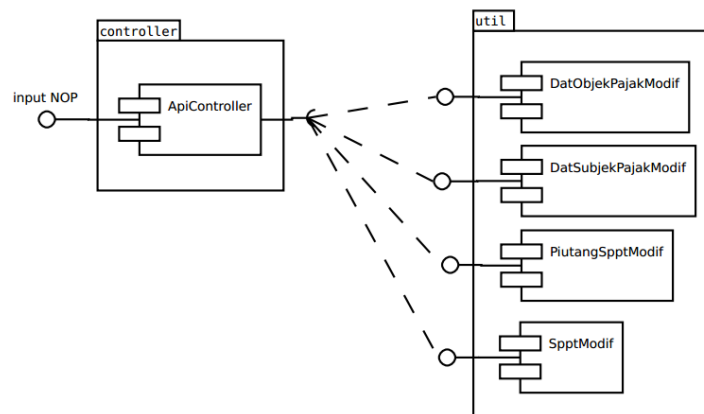 controller
util
input NOP
ApiController
DatObjekPajakModif
DatSubjekPajakModif
PiutangSpptModif
SpptModif